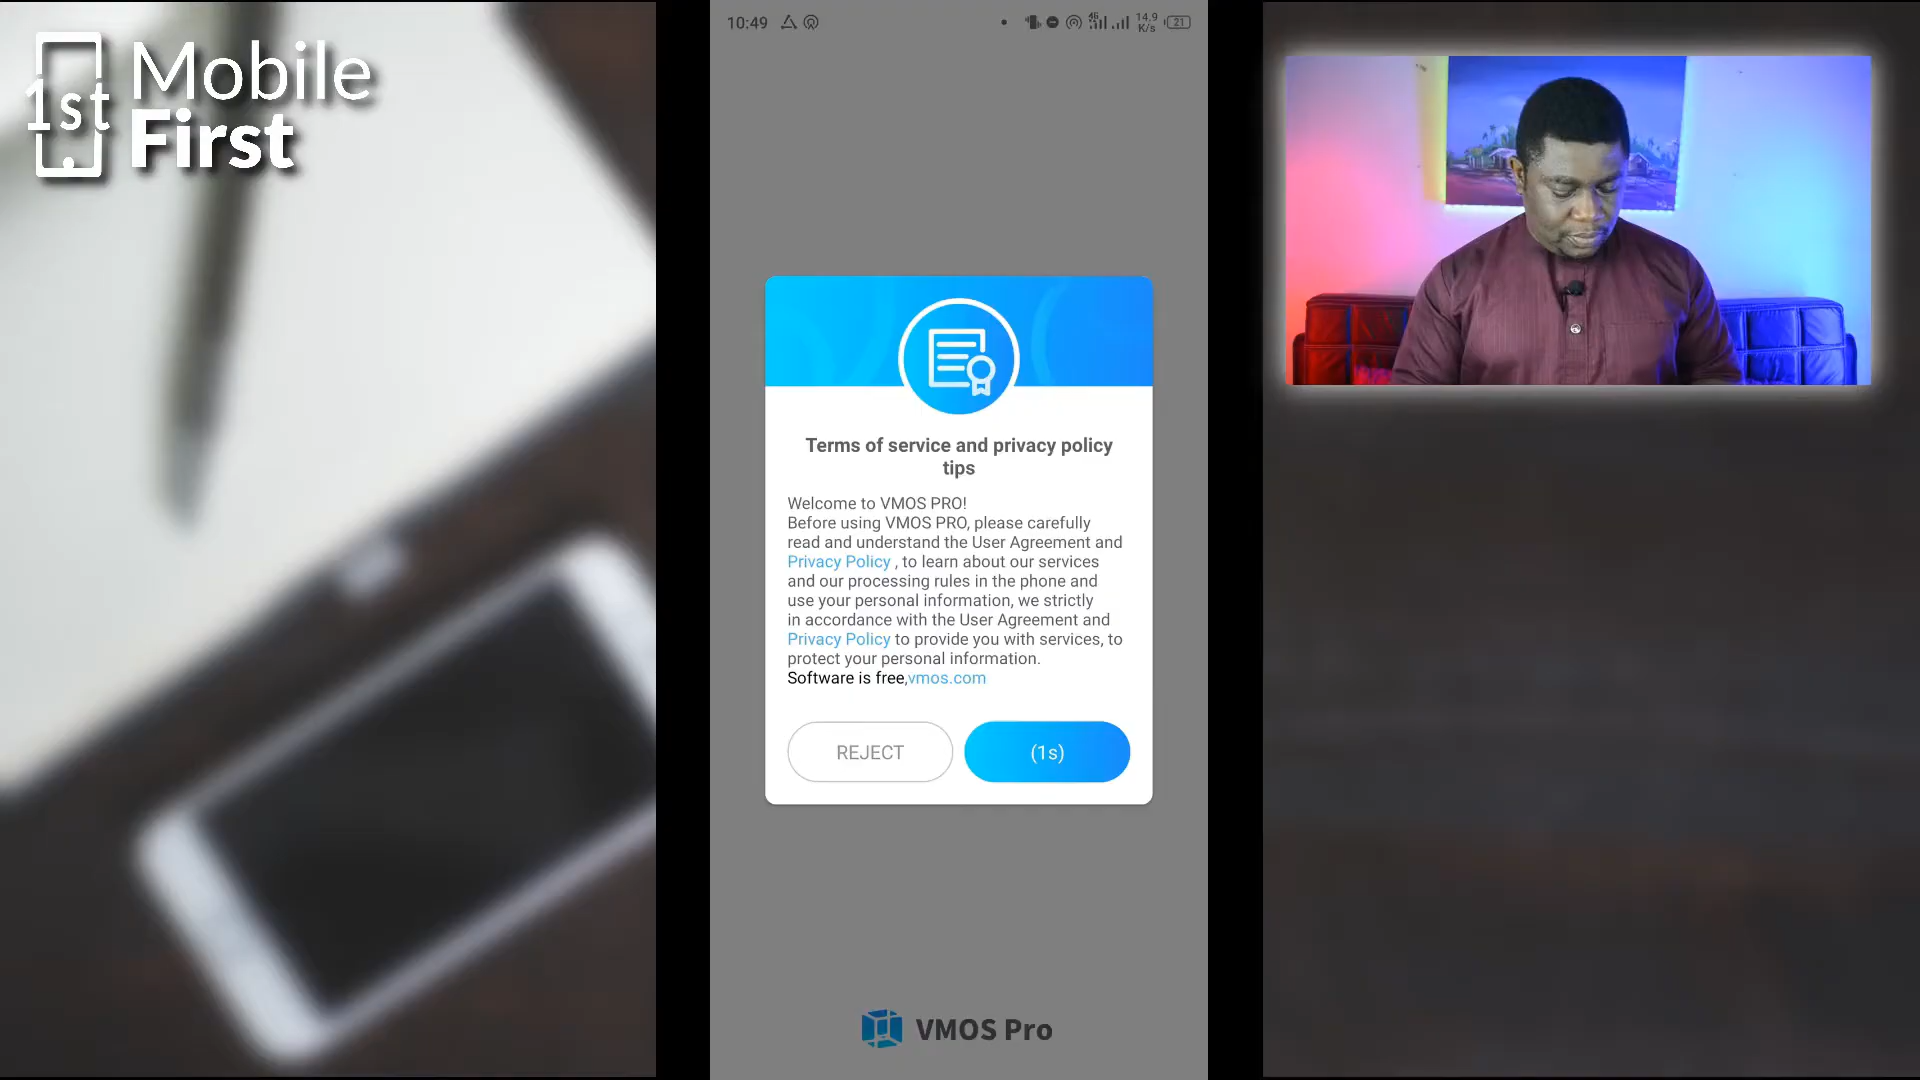 1st
Mobile
First
10:49
4G
14.9
K/s
21
Terms of service and privacy policy
tips
Welcome to VMOS PRO!
Before using VMOS PRO, please carefully
read and understand the User Agreement and
Privacy Policy , to learn about our services
and our processing rules in the phone and
use your personal information, we strictly
in accordance with the User Agreement and
Privacy Policy to provide you with services, to
protect your personal information.
Software is free,vmos.com
REJECT
(1s)
VMOS Pro